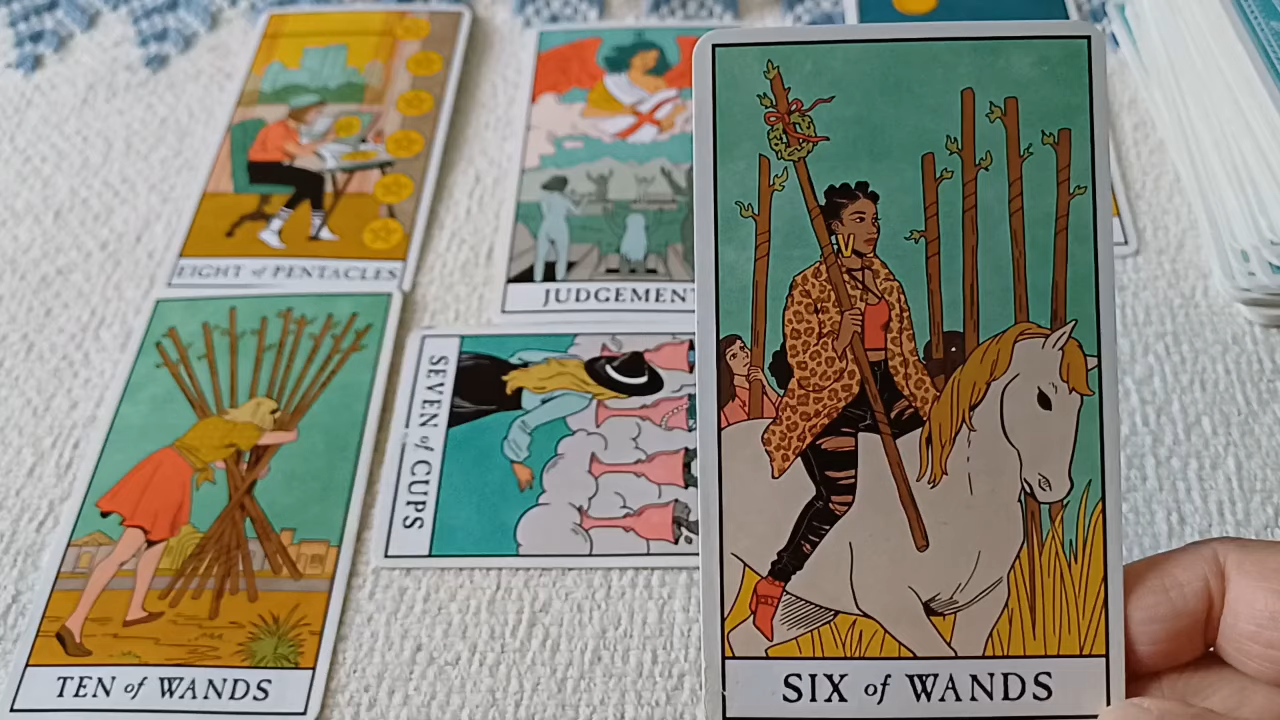 EIGHT of PENTACLES
JUDGEMENT
SEVEN of CUPS
TEN of WANDS
SIX of WANDS